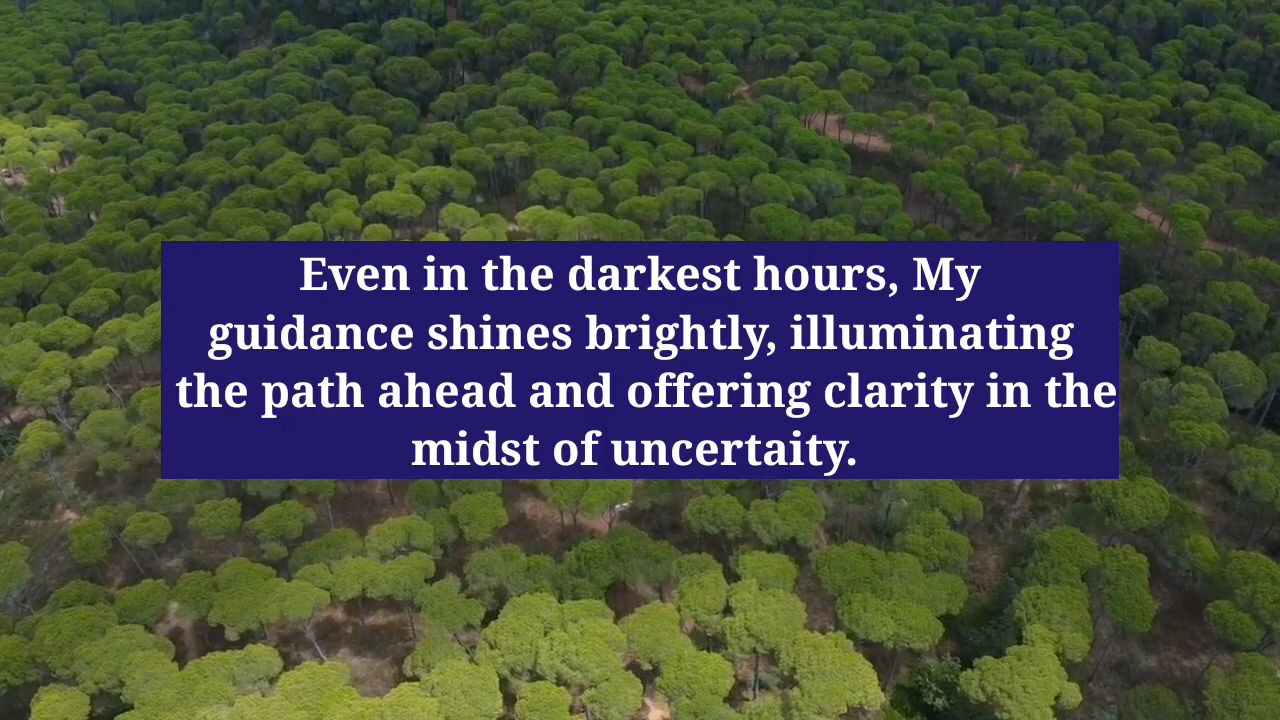 Even in the darkest hours, My
guidance shines brightly, illuminating
the path ahead and offering clarity in the
midst of uncertaity.